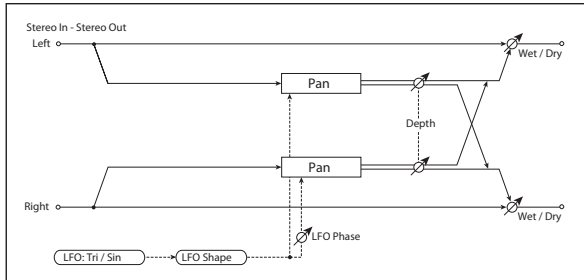 Stereo In - Stereo Out
Left
Wet / Dry
Pan
Depth
Pan
Right
Wet / Dry
LFO Phase
LFO: Tri / Sin
LFO Shape